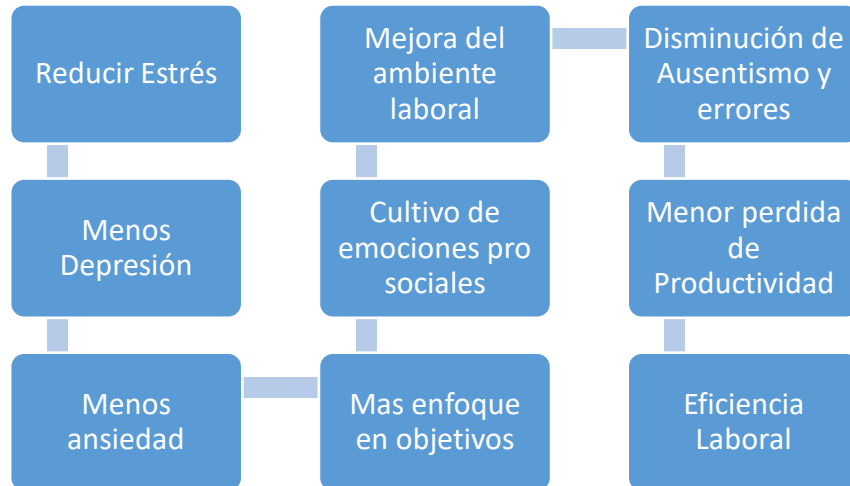 Reducir Estrés
Menos
Depresión
Menos
ansiedad
Mas enfoque
en objetivos
Cultivo de
emociones pro
sociales
Mejora del
ambiente
laboral
Disminución de
Ausentismo y
errores
Menor perdida
de
Productividad
Eficiencia
Laboral